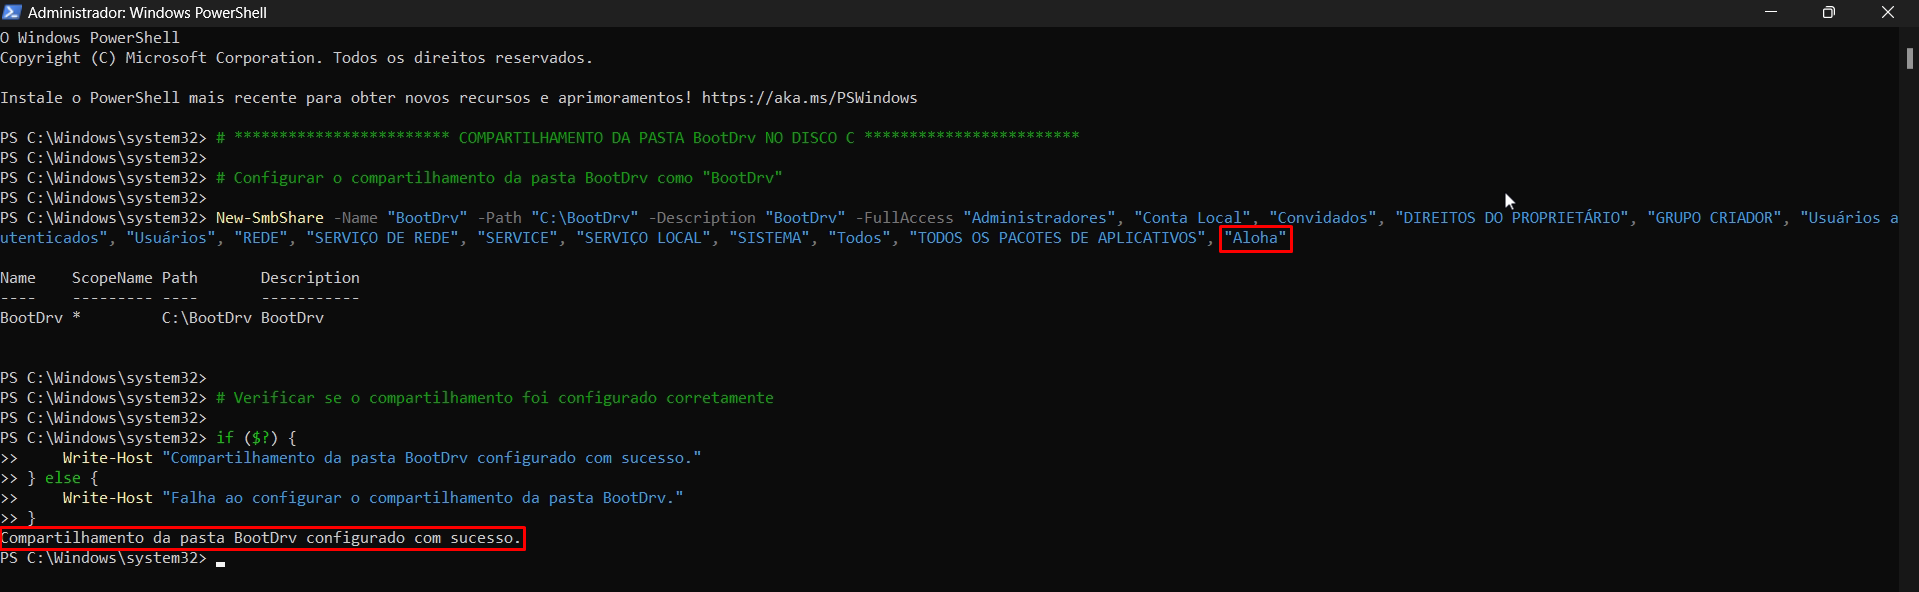 Administrador: Windows PowerShell
O Windows PowerShell
Copyright (C) Microsoft Corporation. Todos os direitos reservados.
Instale o PowerShell mais recente para obter novos recursos e aprimoramentos! https://aka.ms/PSWindows
PS C:\Windows\system32> # ************************ COMPARTILHAMENTO DA PASTA BootDrv NO DISCO C ************************
PS C:\Windows\system32>
PS C:\Windows\system32> # Configurar o compartilhamento da pasta BootDrv como "BootDrv"
PS C:\Windows\system32>
PS C:\Windows\system32> New-SmbShare -Name "BootDrv" -Path "C:\BootDrv" -Description "BootDrv" -FullAccess "Administradores", "Conta Local", "Convidados", "DIREITOS DO PROPRIETÁRIO", "GRUPO CRIADOR", "Usuários a
utenticados", "Usuários", "REDE", "SERVIÇO DE REDE", "SERVICE", "SERVIÇO LOCAL", "SISTEMA", "Todos", "TODOS OS PACOTES DE APLICATIVOS", "Aloha"
Name    ScopeName Path       Description
----    --------- ----       -----------
BootDrv *         C:\BootDrv BootDrv
PS C:\Windows\system32>
PS C:\Windows\system32> # Verificar se o compartilhamento foi configurado corretamente
PS C:\Windows\system32>
PS C:\Windows\system32> if ($?) {
>>     Write-Host "Compartilhamento da pasta BootDrv configurado com sucesso."
>> } else {
>>     Write-Host "Falha ao configurar o compartilhamento da pasta BootDrv."
>> }
Compartilhamento da pasta BootDrv configurado com sucesso.
PS C:\Windows\system32>